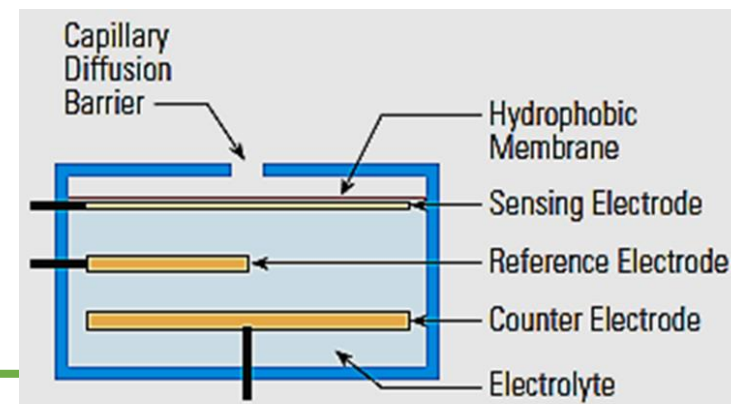 Capillary
Diffusion
Barrier
Hydrophobic
Membrane
Sensing Electrode
Reference Electrode
Counter Electrode
Electrolyte